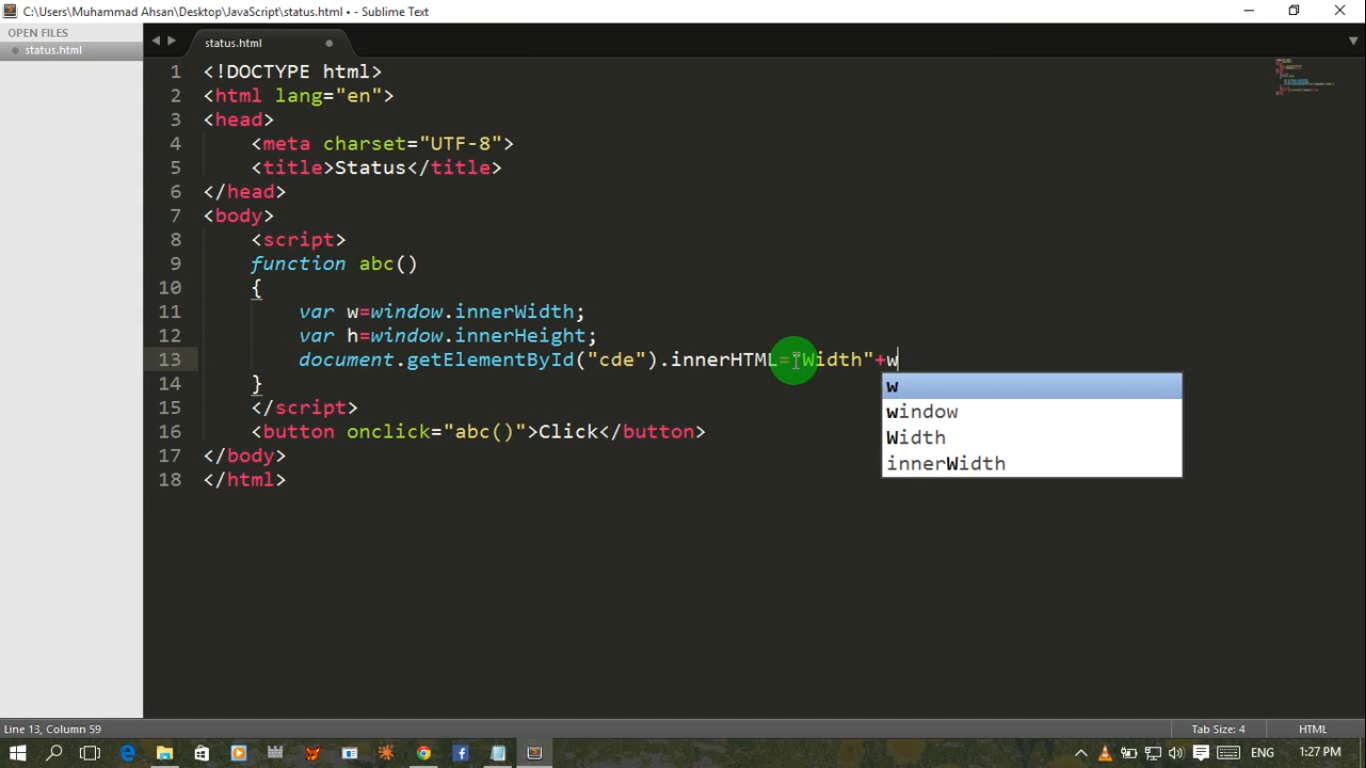 C:\Users\Muhammad Ahsan\Desktop\JavaScript\status.html • - Sublime Text
OPEN FILES
status.html
status.html
1 <!DOCTYPE html>
2 <html lang="en">
3 <head>
4 <meta charset="UTF-8">
5 <title>Status</title>
6 </head>
7 <body>
8 <script>
9 function abc()
10 {
11 var w=window.innerWidth;
12 var h=window.innerHeight;
13 document.getElementById("cde").innerHTML="Width"+w
14 }
15 </script>
16 <button onclick="abc()">Click</button>
17 </body>
18 </html>
w
window
Width
innerWidth
Line 13, Column 59
Tab Size: 4
HTML
ENG
1:27 PM